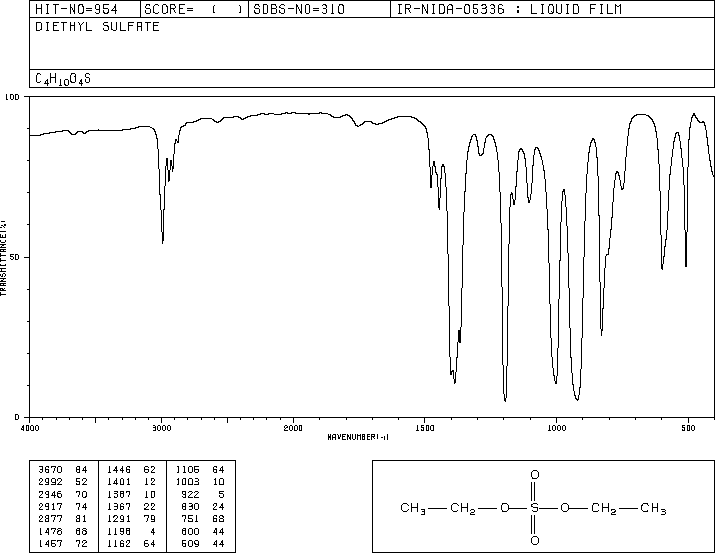 HIT-NO=954 SCORE= ( ) SDBS-NO=310 IR-NIDA-05336 : LIQUID FILM
DIETHYL SULFATE
C4H10O4S
100
50
0
TRANSMITTANCE(%)
4000 3000 2000 1500 1000 500
WAVENUMBER(-1)
3670 84 1446 62 1105 64
2992 52 1401 12 1003 10
2946 70 1387 10 922 5
2917 74 1367 22 830 24
2877 81 1291 79 751 68
1478 68 1198 4 600 44
1457 72 1162 64 509 44
O
CH3 CH2 O S O CH2 CH3
O